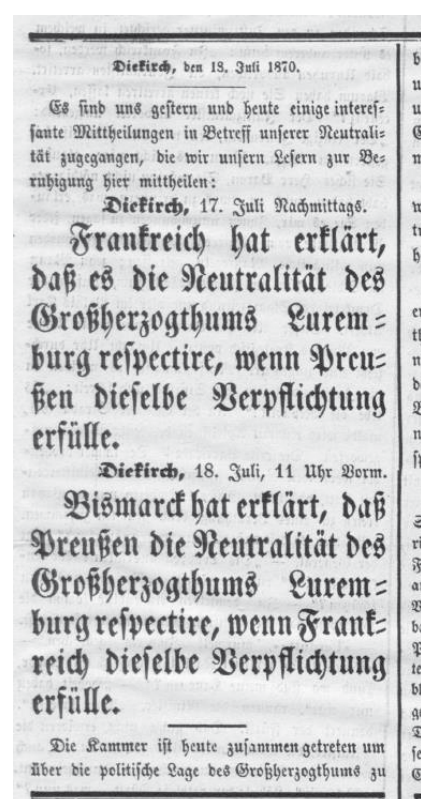 Diekirch, den 18. Juli 1870.
Es sind uns gestern und heute einige interes-
sante Mittheilungen in Betreff unserer Neutrali-
tät zugegangen, die wir unsern Lesern zur Be-
ruhigung hier mittheilen:
Diekirch, 17. Juli Nachmittags.
Frankreich hat erklärt,
daß es die Neutralität des
Großherzogthums Luxem-
burg respectire, wenn Preu-
ßen dieselbe Verpflichtung
erfülle.
Diekirch, 18. Juli, 11 Uhr Vorm.
Bismarck hat erklärt, daß
Preußen die Neutralität des
Großherzogthums Luxem-
burg respectire, wenn Frank-
reich dieselbe Verpflichtung
erfülle.
Die Kammer ist heute zusammengetreten um
über die politische Lage des Großherzogthums zu